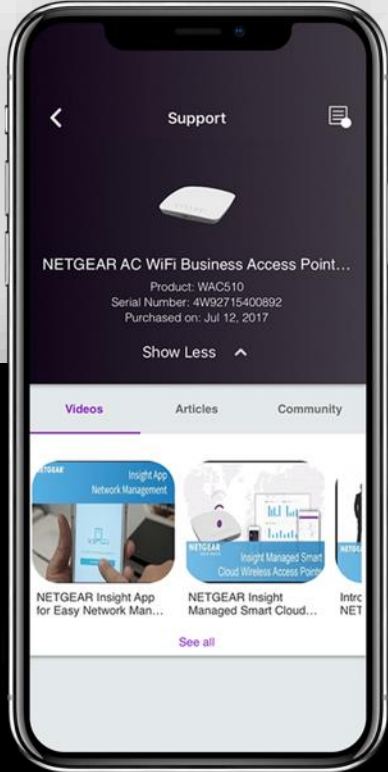 Support
NETGEAR AC WiFi Business Access Point...
Product: WAC510
Serial Number: 4W92715400892
Purchased on: Jul 12, 2017
Show Less
Videos
Articles
Community
NETGEAR
Insight App
Network Management
NETGEAR Insight App
for Easy Network Man...
NETGEAR
Insight Managed Smart
Cloud Wireless Access Points
NETGEAR Insight
Managed Smart Cloud...
Intro
NET
See all